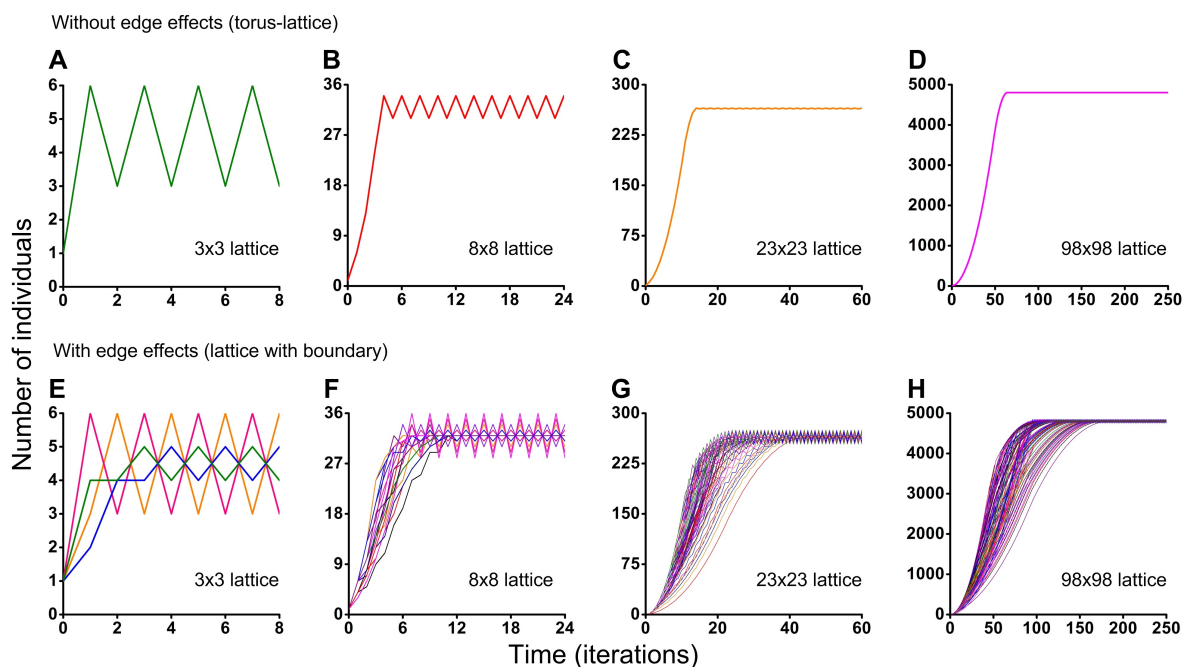 Without edge effects (torus-lattice)
A B C D
6 36 300 5000
5 27 225 4000
4 18 150 3000
3 9 75 2000
2 0 0 1000
1 0
0
3x3 lattice 8x8 lattice 23x23 lattice 98x98 lattice
0 2 4 6 8 0 6 12 18 24 0 20 40 60 0 50 100 150 200 250
Number of individuals
With edge effects (lattice with boundary)
E F G H
6 36 300 5000
5 27 225 4000
4 18 150 3000
3 9 75 2000
2 0 0 1000
1 0
0
3x3 lattice 8x8 lattice 23x23 lattice 98x98 lattice
0 2 4 6 8 0 6 12 18 24 0 20 40 60 0 50 100 150 200 250
Time (iterations)